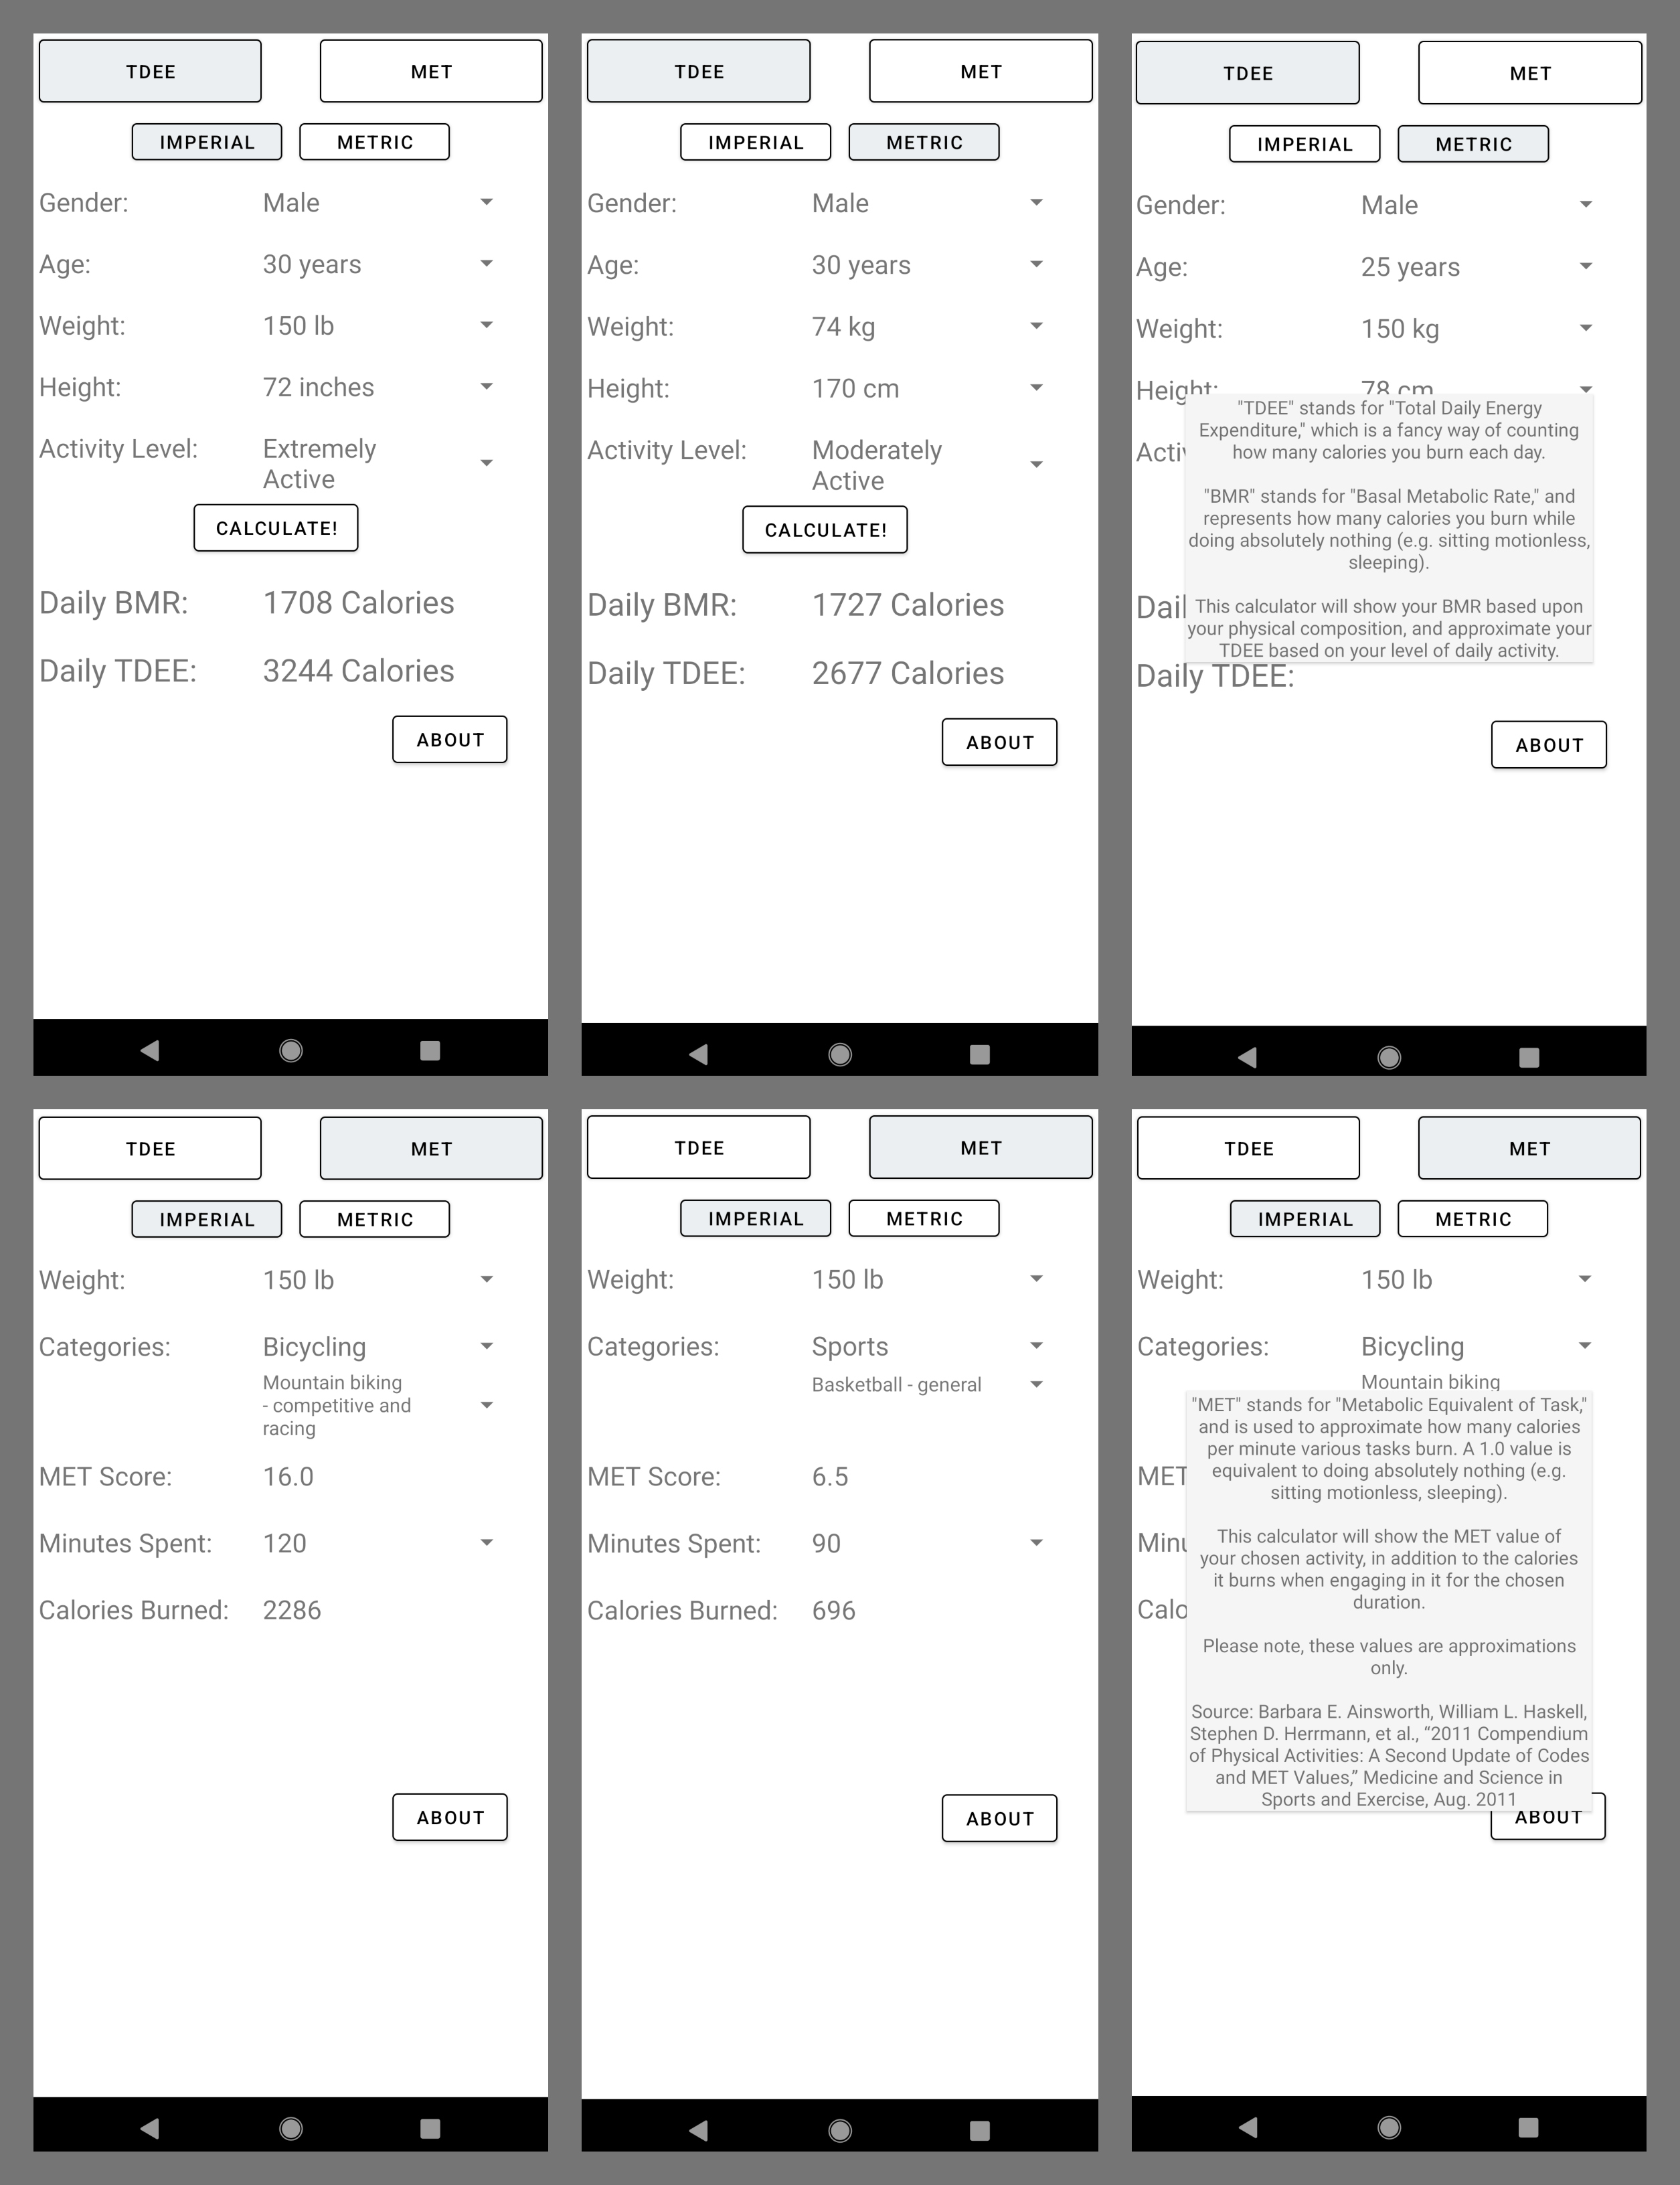 TDEE MET
IMPERIAL METRIC
Gender: Male
Age: 30 years
Weight: 150 lb
Height: 72 inches
Activity Level: Extremely
Active
CALCULATE!
Daily BMR: 1708 Calories
Daily TDEE: 3244 Calories
ABOUT
TDEE MET
IMPERIAL METRIC
Gender: Male
Age: 30 years
Weight: 74 kg
Height: 170 cm
Activity Level: Moderately
Active
CALCULATE!
Daily BMR: 1727 Calories
Daily TDEE: 2677 Calories
ABOUT
TDEE MET
IMPERIAL METRIC
Gender: Male
Age: 25 years
Weight: 150 kg
Height: 78 cm
Activ
"TDEE" stands for "Total Daily Energy
Expenditure," which is a fancy way of counting
how many calories you burn each day.
"BMR" stands for "Basal Metabolic Rate," and
represents how many calories you burn while
doing absolutely nothing (e.g. sitting motionless,
sleeping).
This calculator will show your BMR based upon
your physical composition, and approximate your
TDEE based on your level of daily activity.
Dail
Daily TDEE:
ABOUT
TDEE MET
IMPERIAL METRIC
Weight: 150 lb
Categories: Bicycling
Mountain biking
- competitive and
racing
MET Score: 16.0
Minutes Spent: 120
Calories Burned: 2286
ABOUT
TDEE MET
IMPERIAL METRIC
Weight: 150 lb
Categories: Sports
Basketball - general
MET Score: 6.5
Minutes Spent: 90
Calories Burned: 696
ABOUT
TDEE MET
IMPERIAL METRIC
Weight: 150 lb
Categories: Bicycling
Mountain biking
"MET" stands for "Metabolic Equivalent of Task,"
and is used to approximate how many calories
per minute various tasks burn. A 1.0 value is
equivalent to doing absolutely nothing (e.g.
sitting motionless, sleeping).
This calculator will show the MET value of
your chosen activity, in addition to the calories
it burns when engaging in it for the chosen
duration.
Please note, these values are approximations
only.
Source: Barbara E. Ainsworth, William L. Haskell,
Stephen D. Herrmann, et al., “2011 Compendium
of Physical Activities: A Second Update of Codes
and MET Values,” Medicine and Science in
Sports and Exercise, Aug. 2011
MET
Minu
Calo
ABOUT